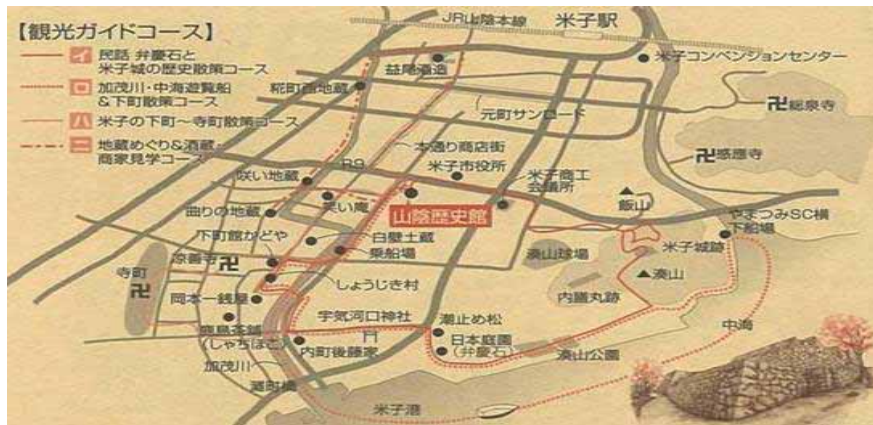 【観光ガイドコース】
イ 民話 弁慶石と
米子城の歴史散策コース
ロ 加茂川・中海遊覧船
&下町散策コース
ハ 米子の下町〜寺町散策コース
ニ 地蔵めぐり&酒蔵・
商家見学コース
JR山陰本線
米子駅
益尾酒造
米子コンベンションセンター
糀町西地蔵
元町サンロード
卍総泉寺
本通り商店街
R9
米子市役所
感應寺卍
咲い地蔵
米子商工
会議所
笑い庵
飯山
曲りの地蔵
山陰歴史館
やまつみSC横
下船場
下町館かどや
白壁土蔵
乗船場
湊山球場
米子城跡
寺町
卍
涼善寺卍
しょうじき村
湊山
内膳丸跡
岡本一銭屋
宇気河口神社
潮止め松
中海
(しゃちほこ)
日本庭園
(弁慶石)
内町後藤家
湊山公園
加茂川
灘町橋
米子港